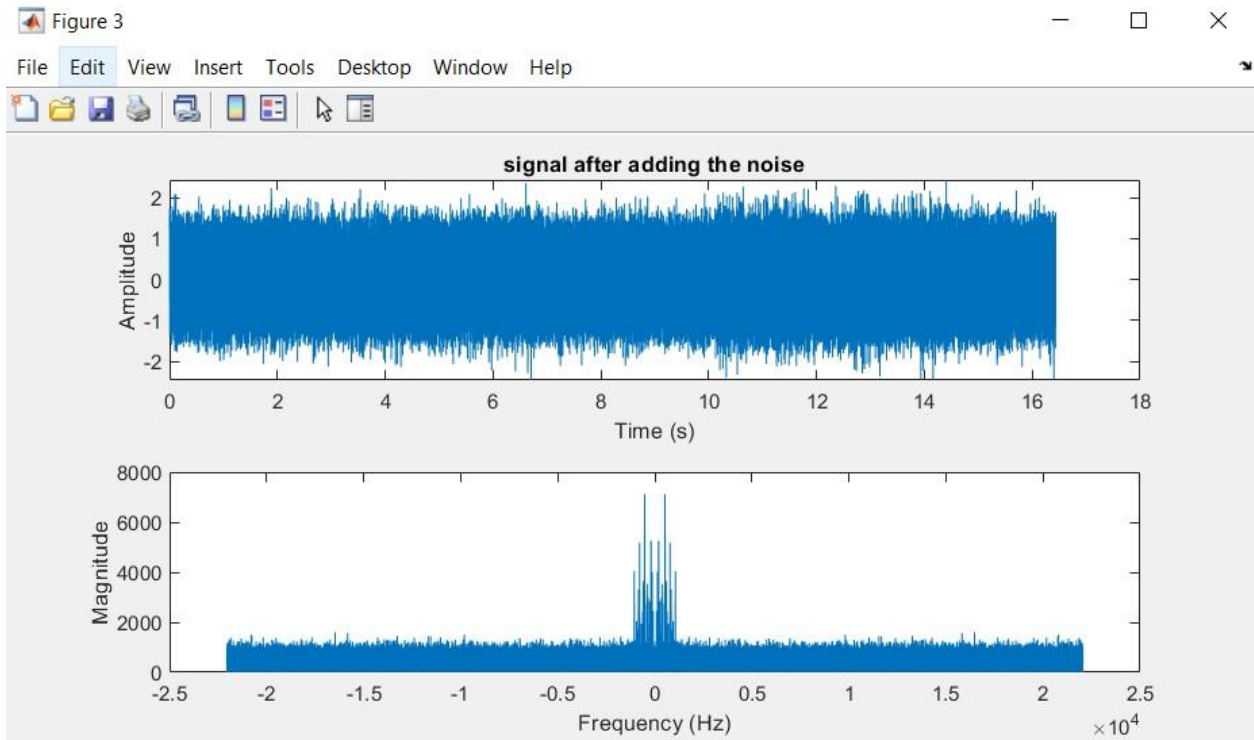 Figure 3
File Edit View Insert Tools Desktop Window Help
signal after adding the noise
2
1
0
-1
-2
Amplitude
0 2 4 6 8 10 12 14 16 18
Time (s)
8000
6000
4000
2000
0
Magnitude
-2.5 -2 -1.5 -1 -0.5 0 0.5 1 1.5 2 2.5
Frequency (Hz)
×10⁴